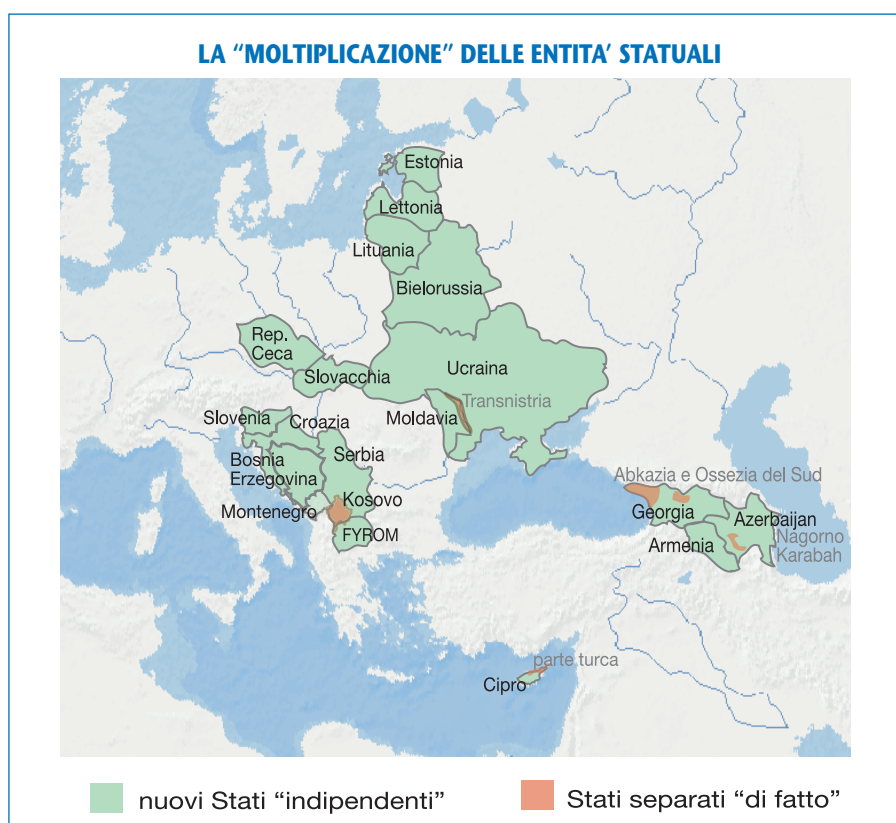 LA “MOLTIPLICAZIONE” DELLE ENTITA’ STATUALI
Estonia
Lettonia
Lituania
Bielorussia
Rep.
Ceca
Slovacchia
Ucraina
Transnistria
Moldavia
Slovenia
Croazia
Serbia
Bosnia
Erzegovina
Kosovo
Montenegro
FYROM
Abkazia e Ossezia del Sud
Georgia
Azerbaijan
Armenia
Nagorno
Karabah
parte turca
Cipro
nuovi Stati “indipendenti”
Stati separati “di fatto”